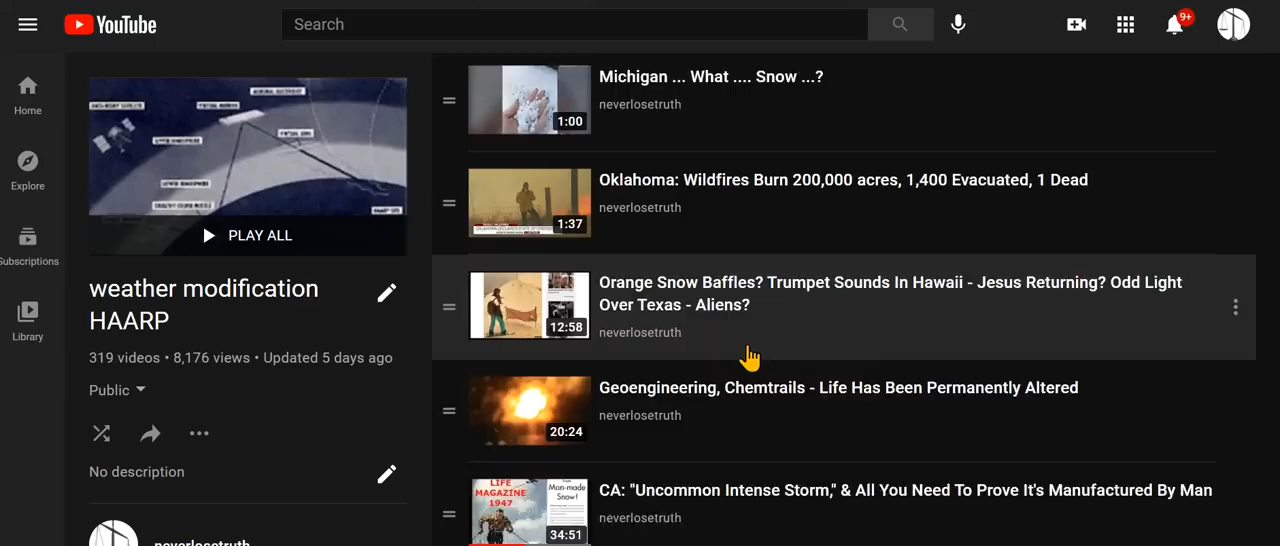 YouTube
Search
9+
Home
Explore
Subscriptions
Library
PLAY ALL
weather modification
HAARP
319 videos • 8,176 views • Updated 5 days ago
Public
No description
neverlosetruth
Michigan ... What .... Snow ...?
neverlosetruth
1:00
Oklahoma: Wildfires Burn 200,000 acres, 1,400 Evacuated, 1 Dead
neverlosetruth
1:37
Orange Snow Baffles? Trumpet Sounds In Hawaii - Jesus Returning? Odd Light
Over Texas - Aliens?
neverlosetruth
12:58
Geoengineering, Chemtrails - Life Has Been Permanently Altered
neverlosetruth
20:24
CA: "Uncommon Intense Storm," & All You Need To Prove It's Manufactured By Man
neverlosetruth
LIFE
MAGAZINE
1947
Man-made
Snow!
34:51